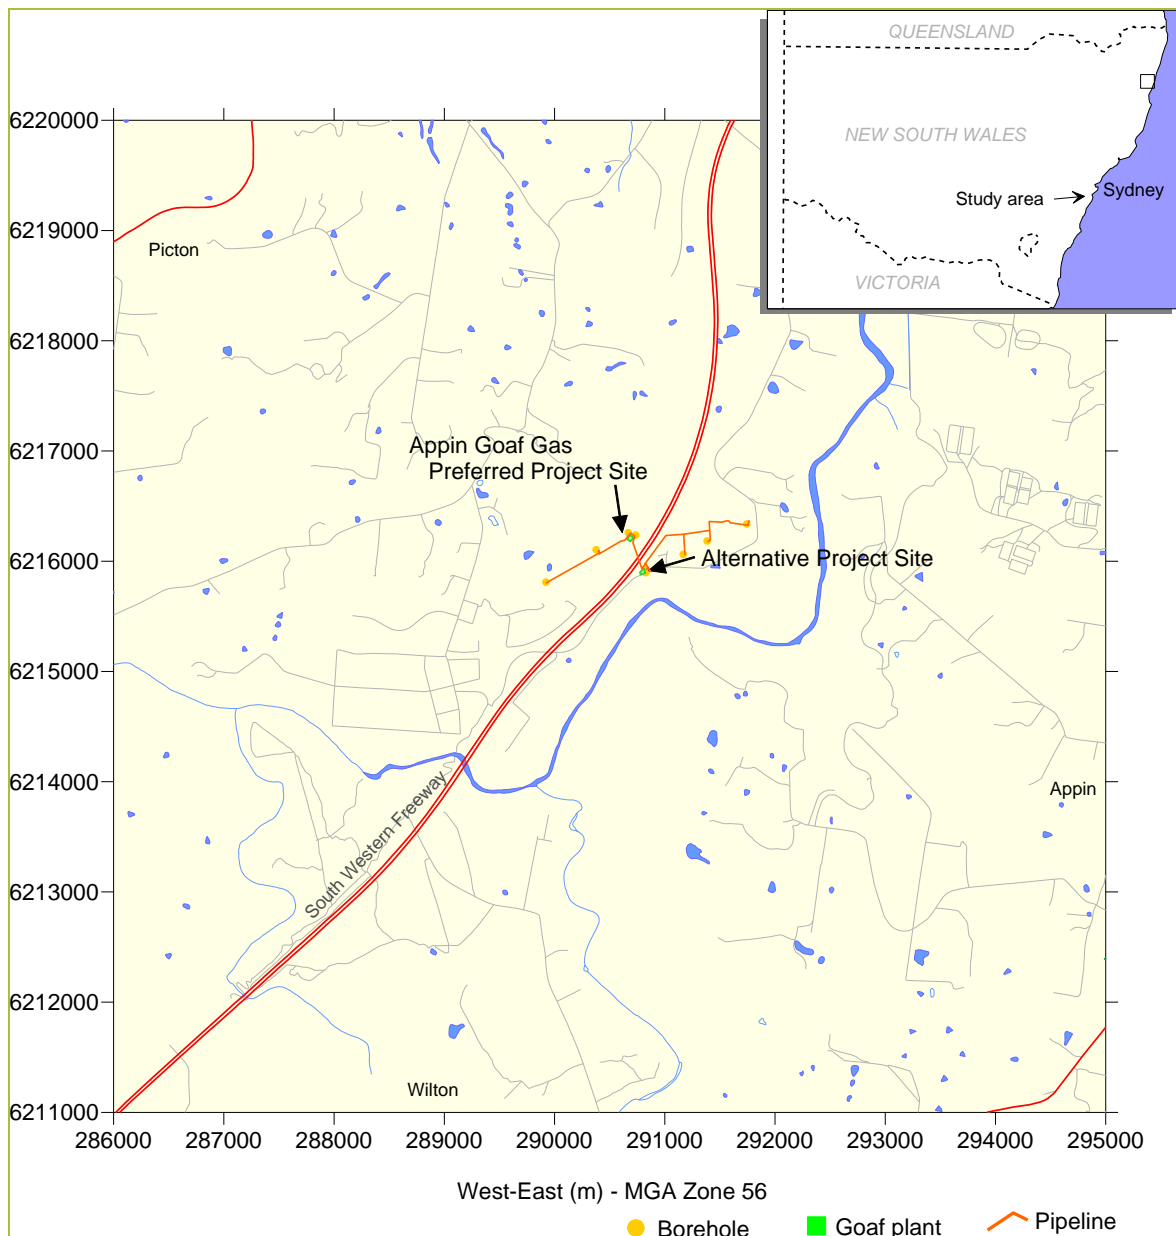 QUEENSLAND
NEW SOUTH WALES
Study area
Sydney
VICTORIA
6220000
6219000
6218000
6217000
6216000
6215000
6214000
6213000
6212000
6211000
Picton
Appin Goaf Gas
Preferred Project Site
Alternative Project Site
South Western Freeway
Appin
Wilton
286000 287000 288000 289000 290000 291000 292000 293000 294000 295000
West-East (m) - MGA Zone 56
Borehole Goaf plant Pipeline